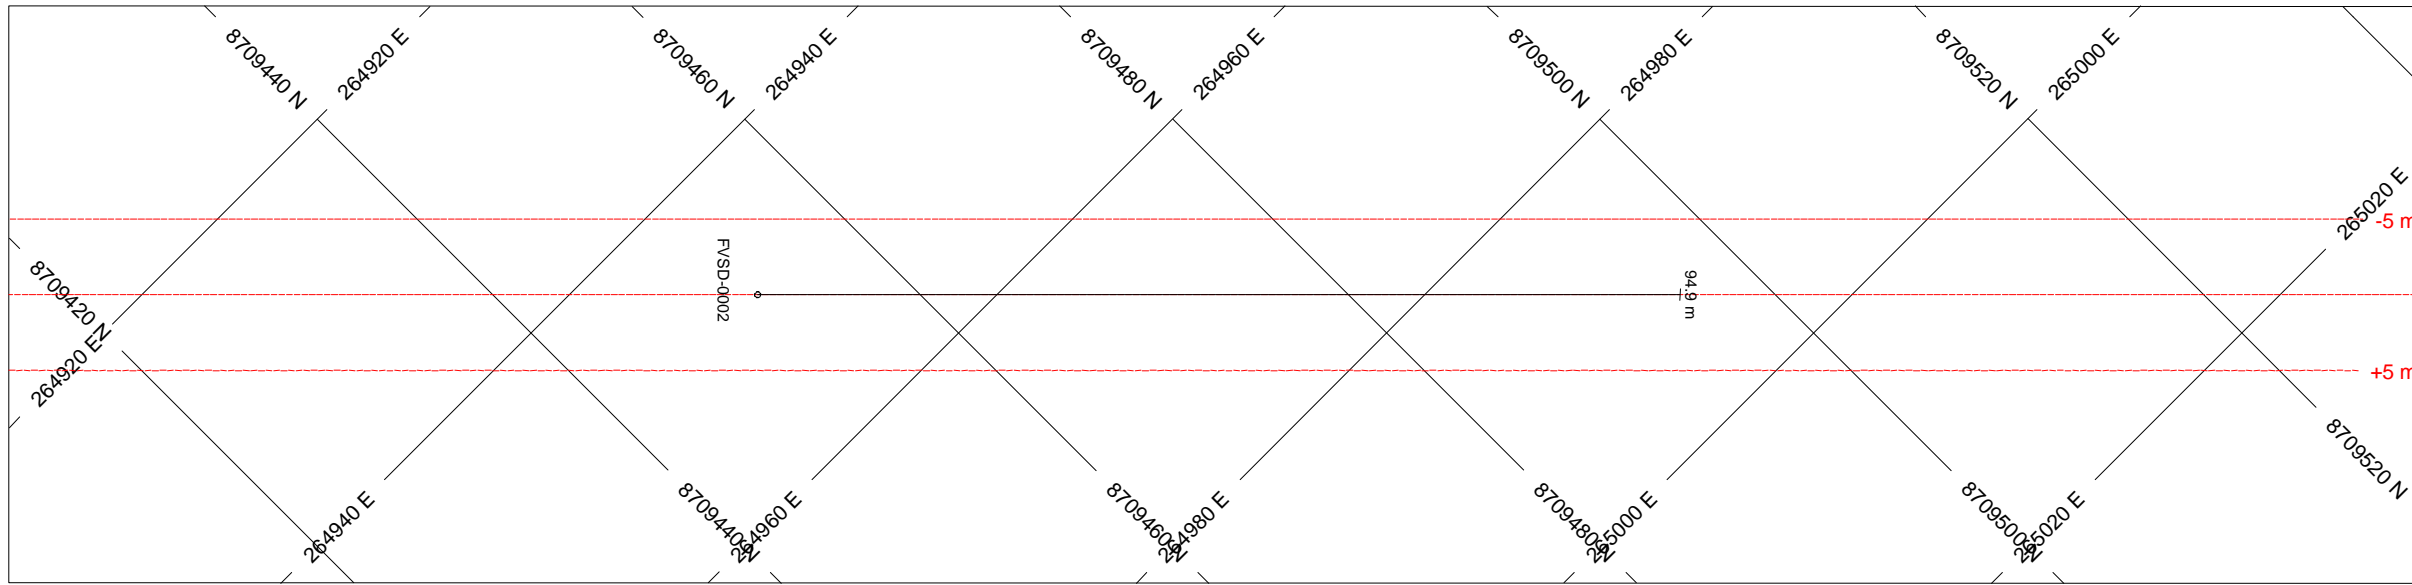 8709440 N
264920 E
8709460 N
264940 E
8709480 N
264960 E
8709500 N
264980 E
8709520 N
265000 E
265020 E
-5 m
8709420 N
FVSD-0002
94.9 m
264920 E
+5 m
8709520 N
264940 E
8709440 N
264960 E
8709460 N
264980 E
8709480 N
265000 E
8709500 N
265020 E